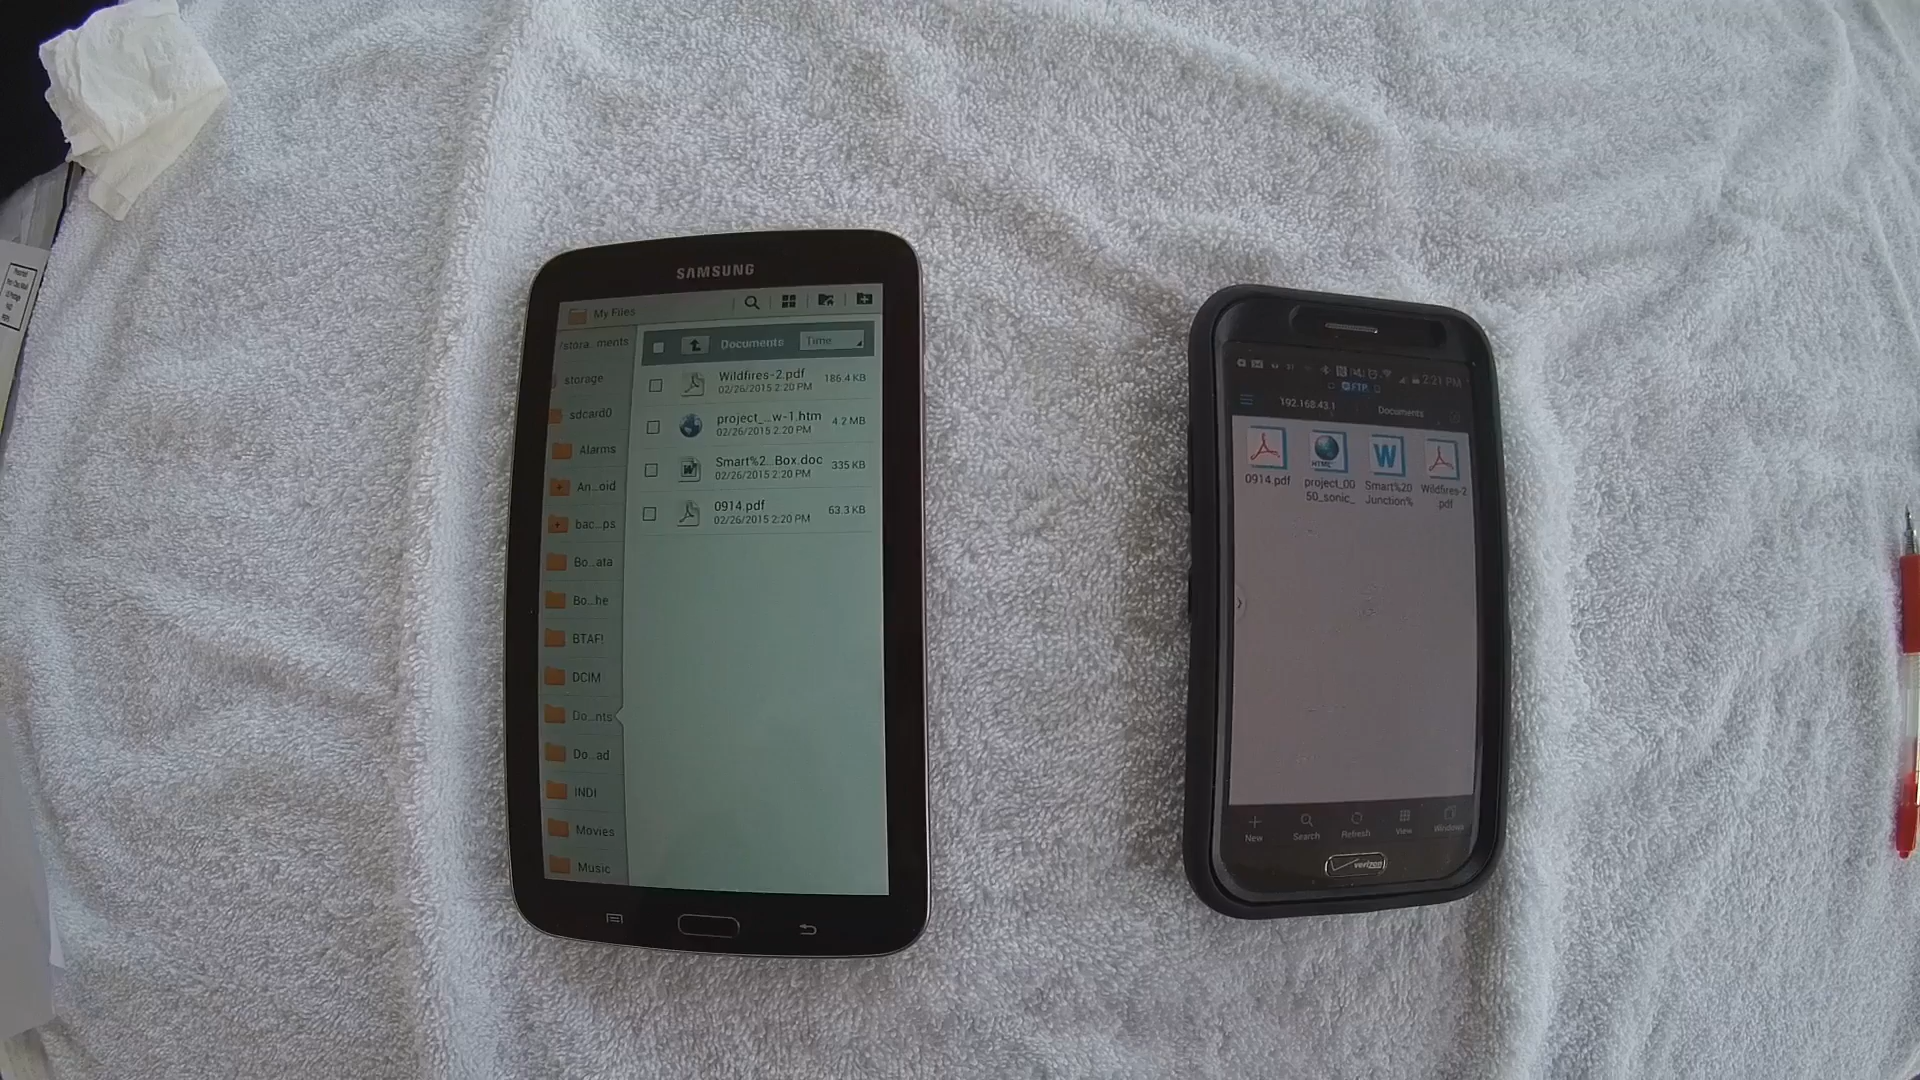 SAMSUNG
My Files
/stora...ments
Documents
Time
storage
sdcard0
Alarms
An...oid
bac...ps
Bo...ata
Bo...he
BTAF!
DCIM
Do...nts
Do...ad
INDI
Movies
Music
Wildfires-2.pdf
02/26/2015 2:20 PM
186.4 KB
project_...w-1.htm
02/26/2015 2:20 PM
4.2 MB
Smart%2...Box.doc
02/26/2015 2:20 PM
335 KB
0914.pdf
02/26/2015 2:20 PM
63.3 KB
2:21 PM
FTP
192.168.43.1
Documents
HTML
W
0914.pdf
project_00
50_sonic_
Smart%20
Junction%
Wildfires-2
.pdf
New
Search
Refresh
View
Windows
verizon